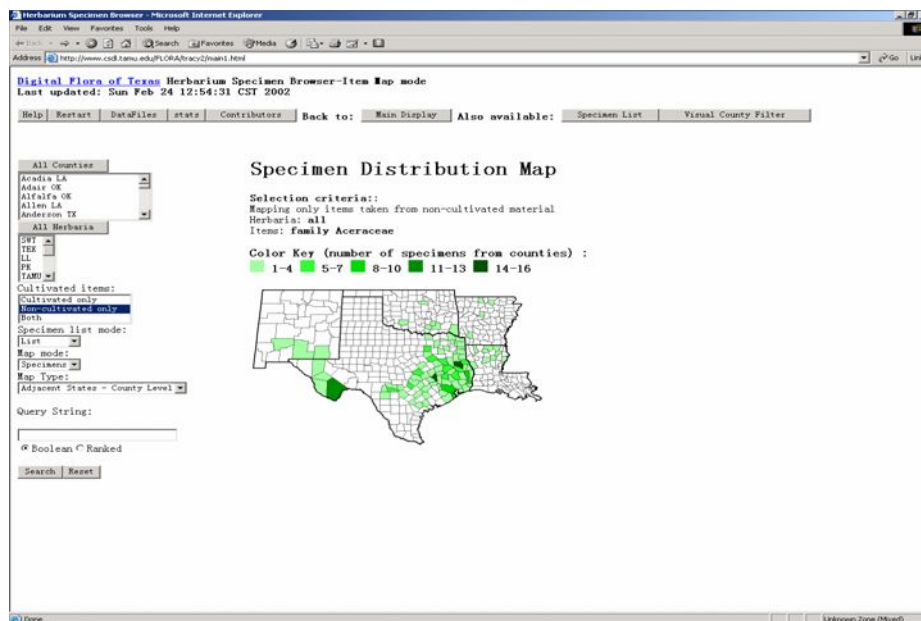 Herbarium Specimen Browser - Microsoft Internet Explorer
File Edit View Favorites Tools Help
Back Search Favorites Media
Address http://www.csdl.tamu.edu/FLORA/tracy2/main1.html Go
Digital Flora of Texas Herbarium Specimen Browser-Item Map mode
Last updated: Sun Feb 24 12:54:31 CST 2002
Help Restart DataFiles stats Contributors Back to: Main Display Also available: Specimen List Visual County Filter
All Counties
Acadia LA
Adair OK
Alfalfa OK
Allen LA
Anderson TX
All Herbaria
SWT
TEX
LL
PK
TAMU
Cultivated items:
Cultivated only
Non-cultivated only
Both
Specimen list mode:
List
Map mode:
Specimens
Map Type:
Adjacent States - County Level
Query String:
Boolean Ranked
Search Reset
Specimen Distribution Map
Selection criteria::
Mapping only items taken from non-cultivated material
Herbaria: all
Items: family Aceraceae
Color Key (number of specimens from counties) :
1-4 5-7 8-10 11-13 14-16
Done Unknown Zone (Mixed)